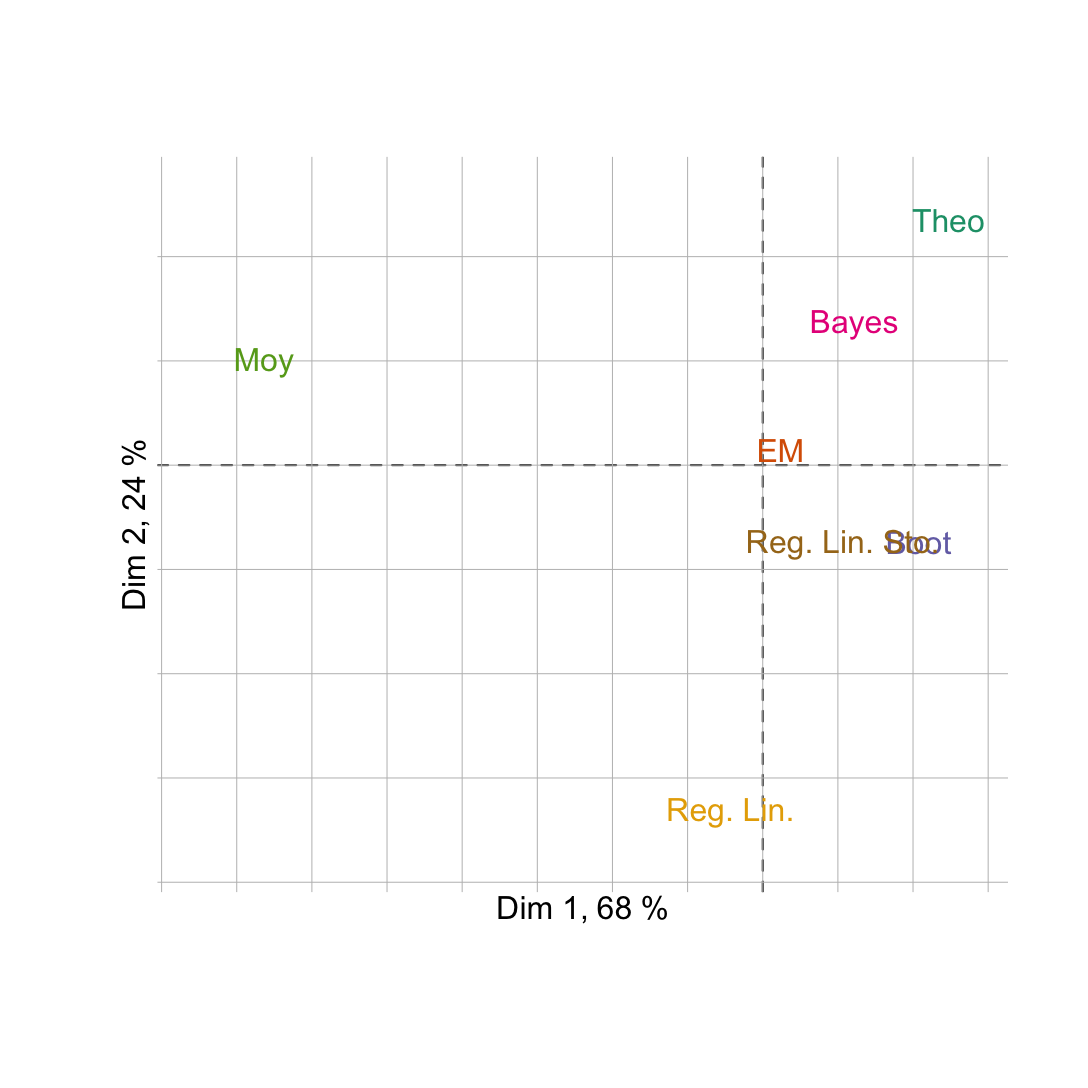 Theo
Bayes
Moy
EM
Reg. Lin. Sto.
Boot
Reg. Lin.
Dim 2, 24 %
Dim 1, 68 %